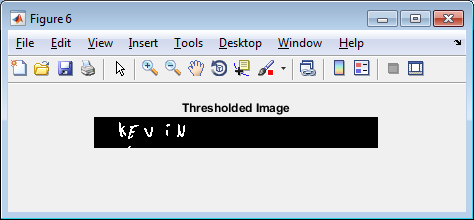 Figure 6
File Edit View Insert Tools Desktop Window Help
Thresholded Image
KEViN